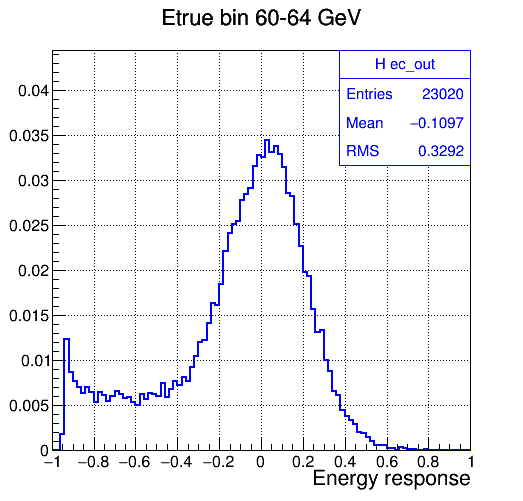 Etrue bin 60-64 GeV
H ec_out
Entries 23020
Mean −0.1097
RMS 0.3292
0.04
0.035
0.03
0.025
0.02
0.015
0.01
0.005
0
−1 −0.8 −0.6 −0.4 −0.2 0 0.2 0.4 0.6 0.8 1
Energy response